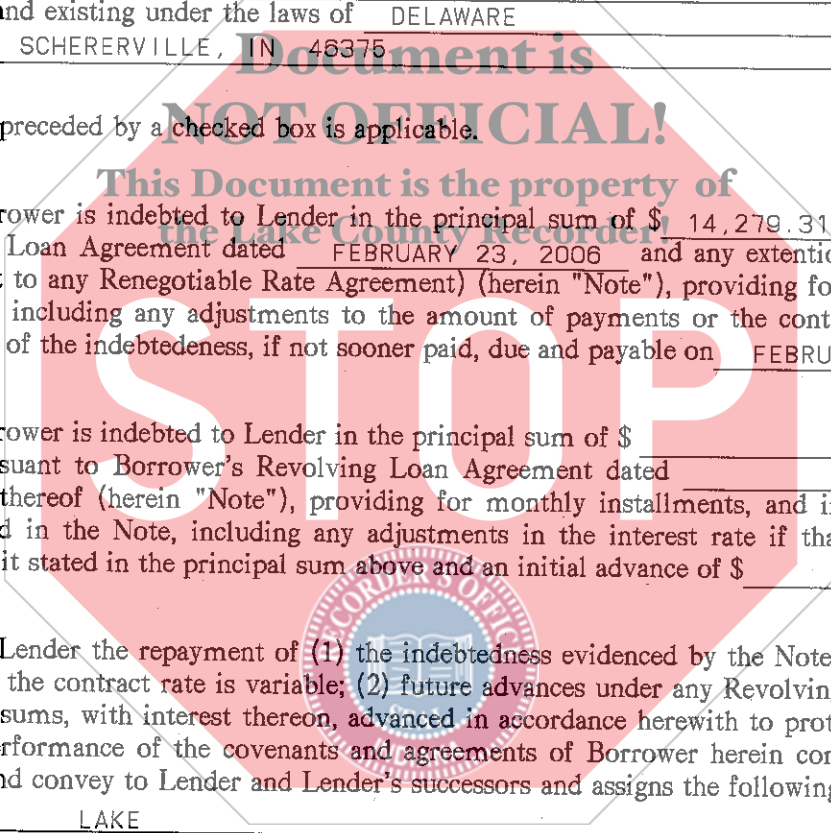 and existing under the laws of DELAWARE
SCHERERVILLE, IN 46375
Document is
NOT OFFICIAL!
preceded by a checked box is applicable.
This Document is the property of
the Lake County Recorder!
rower is indebted to Lender in the principal sum of $ 14,279.31
Loan Agreement dated FEBRUARY 23, 2006 and any extentio
t to any Renegotiable Rate Agreement) (herein "Note"), providing fo
including any adjustments to the amount of payments or the cont
of the indebtedeness, if not sooner paid, due and payable on FEBRU
STOP
rower is indebted to Lender in the principal sum of $
suant to Borrower's Revolving Loan Agreement dated
thereof (herein "Note"), providing for monthly installments, and i
d in the Note, including any adjustments in the interest rate if tha
it stated in the principal sum above and an initial advance of $
RECORDER'S OFFICE
Lender the repayment of (1) the indebtedness evidenced by the Note
the contract rate is variable; (2) future advances under any Revolvin
sums, with interest thereon, advanced in accordance herewith to prot
rformance of the covenants and agreements of Borrower herein con
nd convey to Lender and Lender's successors and assigns the following
LAKE